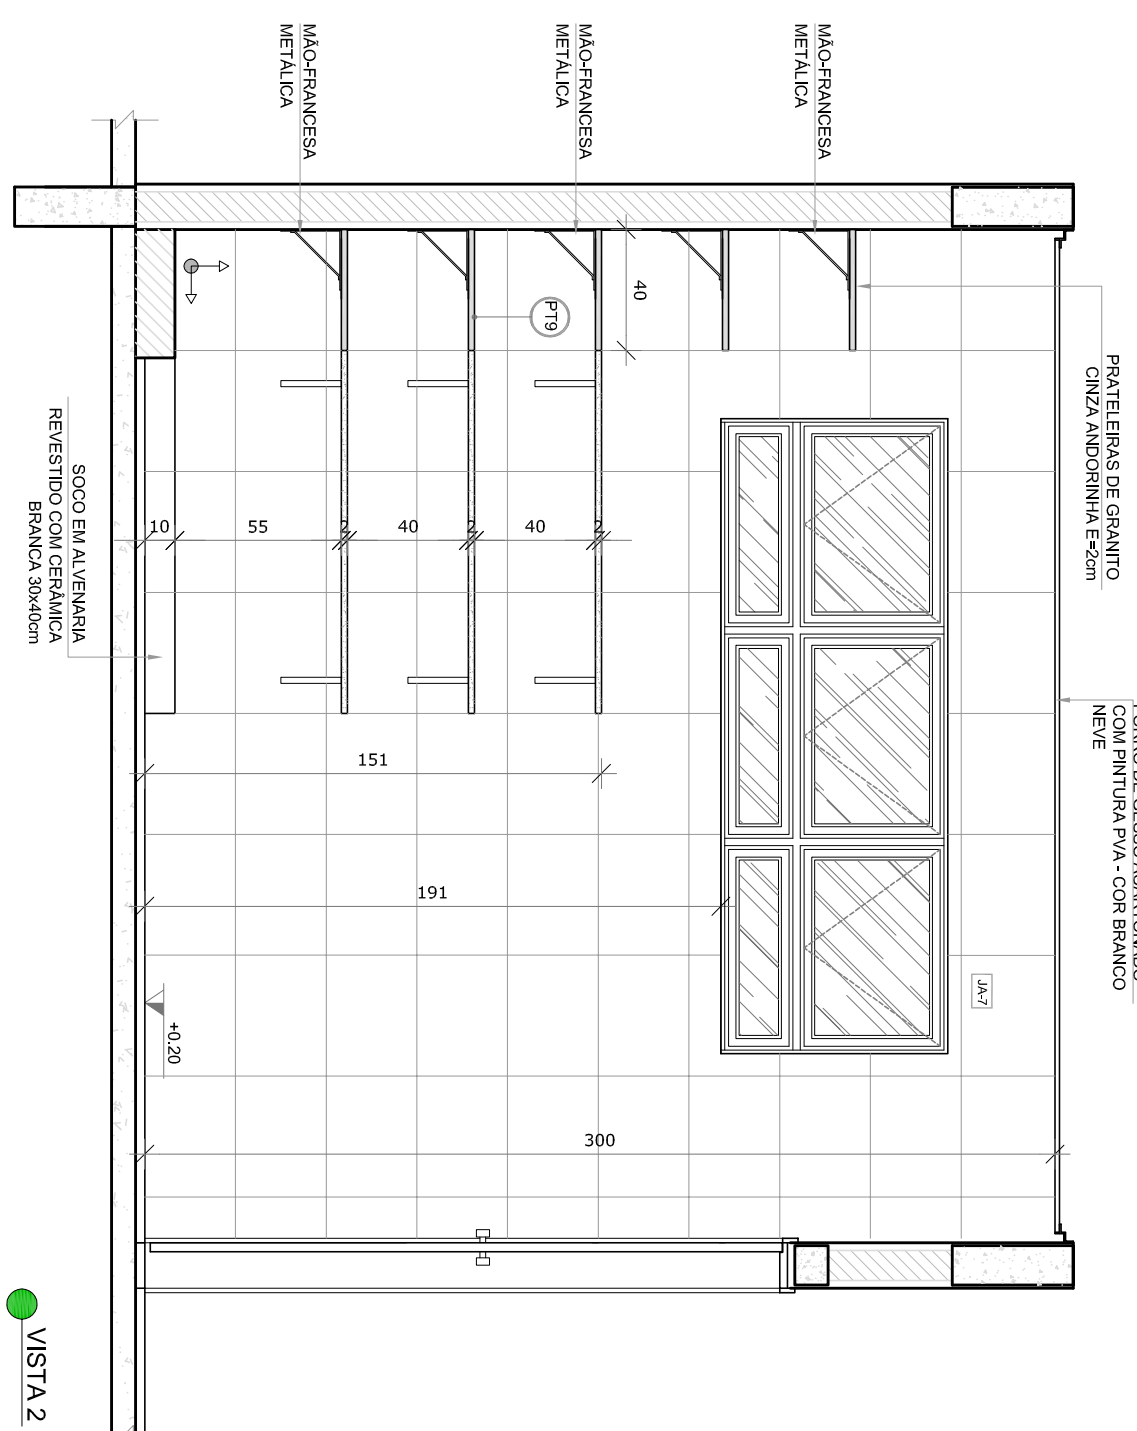 MÃO-FRANCESA
METÁLICA
MÃO-FRANCESA
METÁLICA
MÃO-FRANCESA
METÁLICA
PRATELEIRAS DE GRANITO
CINZA ANDORINHA E=2cm
COM PINTURA PVA - COR BRANCO
NEVE
40
PT9
10
55
2
40
2
40
2
151
191
JA-7
+0.20
300
SOCO EM ALVENARIA
REVESTIDO COM CERÂMICA
BRANCA 30x40cm
VISTA 2